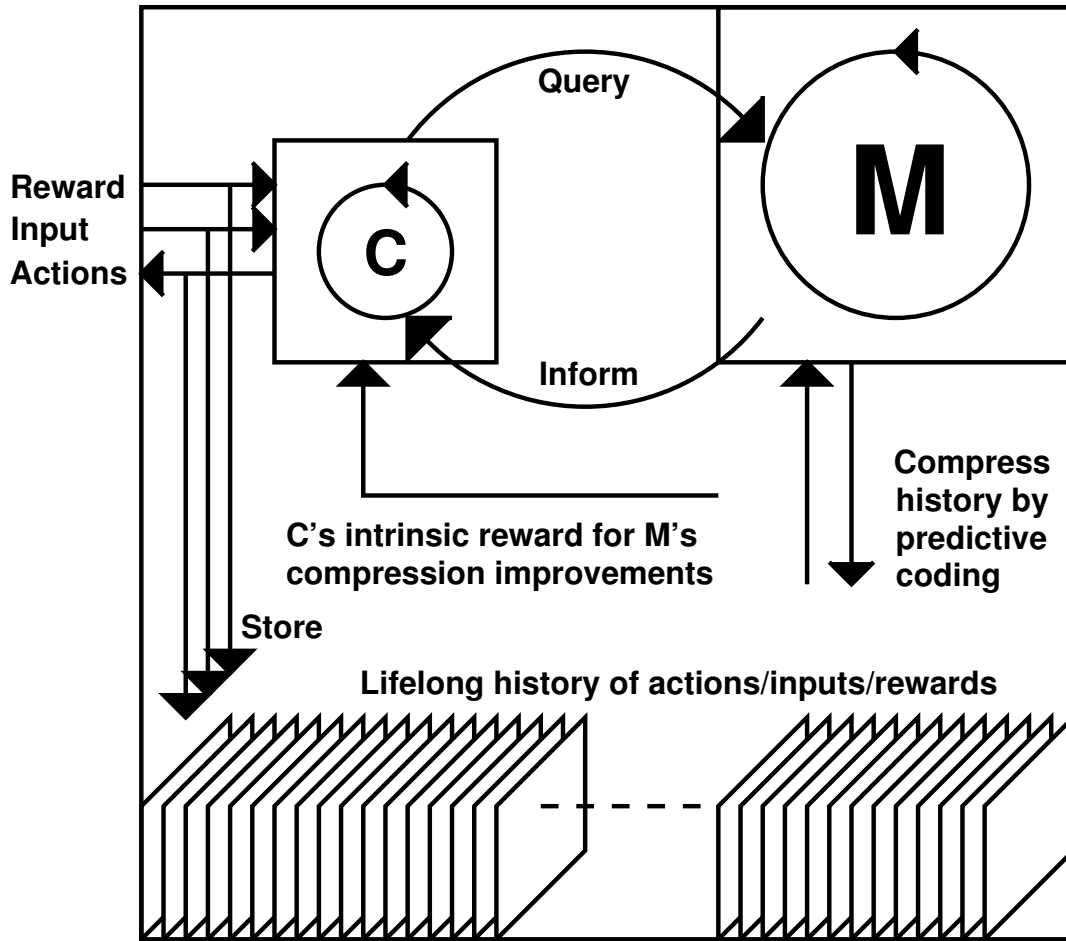 Query
M
Reward
Input
Actions
C
Inform
Compress
history by
predictive
coding
C's intrinsic reward for M's
compression improvements
Store
Lifelong history of actions/inputs/rewards